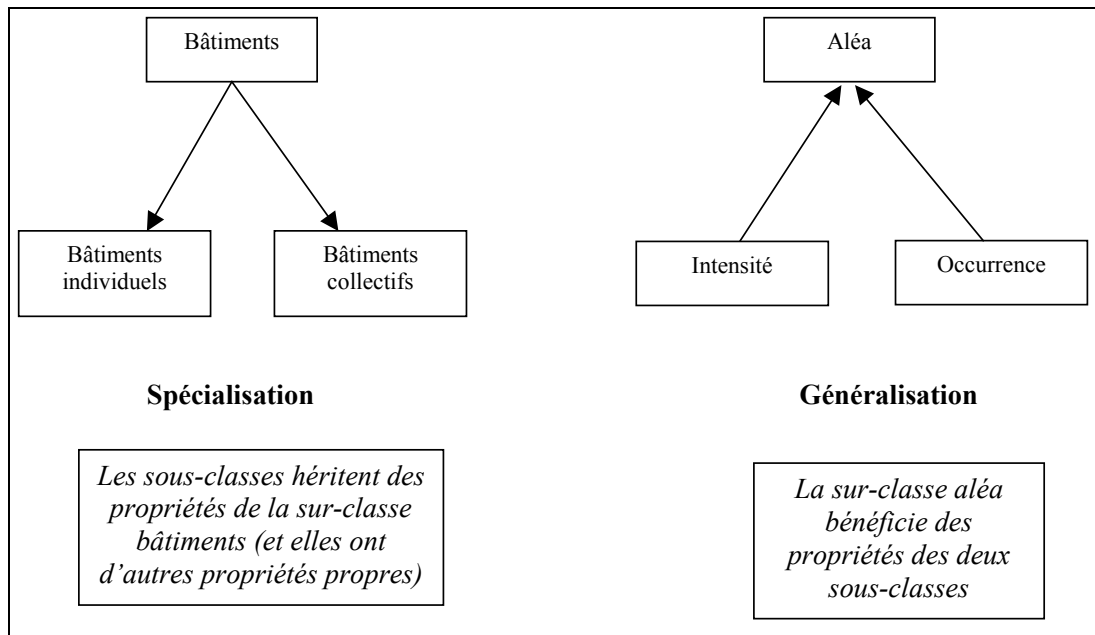 Bâtiments
Aléa
Bâtiments
individuels
Bâtiments
collectifs
Intensité
Occurrence
Spécialisation
Généralisation
Les sous-classes héritent des
propriétés de la sur-classe
bâtiments (et elles ont
d'autres propriétés propres)
La sur-classe aléa
bénéficie des
propriétés des deux
sous-classes